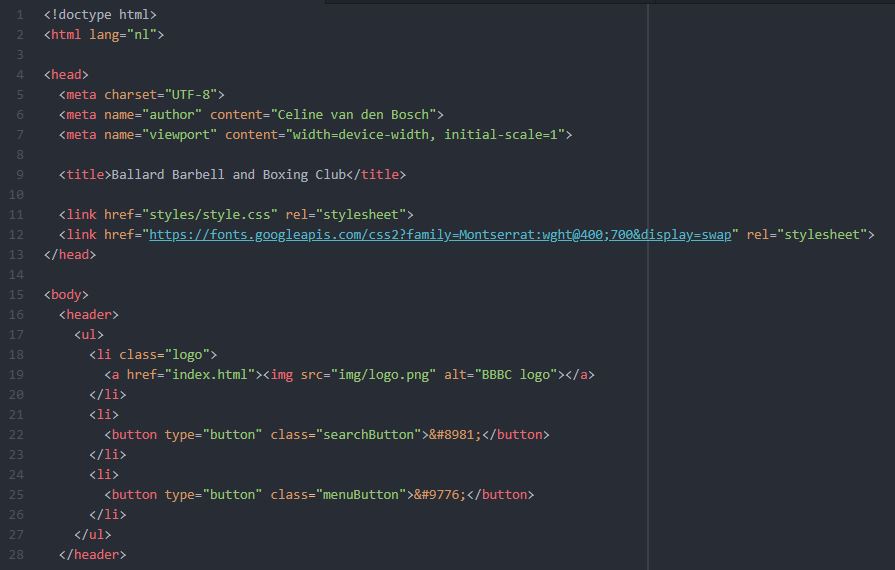 1 <!doctype html>
2 <html lang="nl">
3
4 <head>
5 <meta charset="UTF-8">
6 <meta name="author" content="Celine van den Bosch">
7 <meta name="viewport" content="width=device-width, initial-scale=1">
8
9 <title>Ballard Barbell and Boxing Club</title>
10
11 <link href="styles/style.css" rel="stylesheet">
12 <link href="https://fonts.googleapis.com/css2?family=Montserrat:wght@400;700&display=swap" rel="stylesheet">
13 </head>
14
15 <body>
16 <header>
17 <ul>
18 <li class="logo">
19 <a href="index.html"><img src="img/logo.png" alt="BBBC logo"></a>
20 </li>
21 <li>
22 <button type="button" class="searchButton">&#8981;</button>
23 </li>
24 <li>
25 <button type="button" class="menuButton">&#9776;</button>
26 </li>
27 </ul>
28 </header>